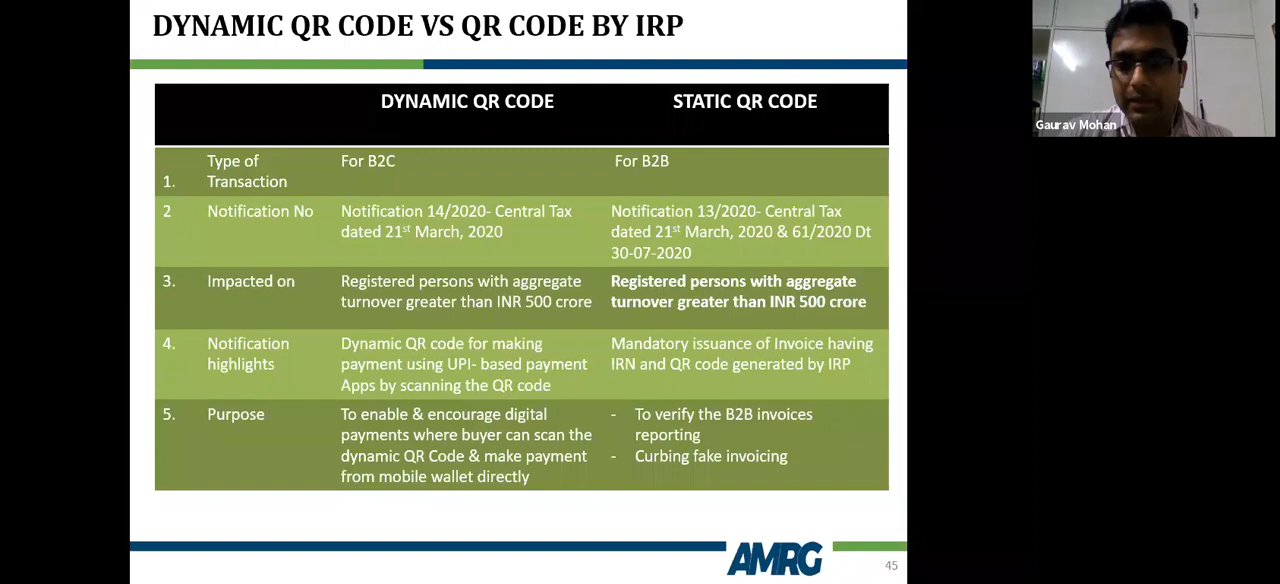 DYNAMIC QR CODE VS QR CODE BY IRP
DYNAMIC QR CODE STATIC QR CODE
1. Type of Transaction For B2C For B2B
2 Notification No Notification 14/2020- Central Tax
dated 21st March, 2020
Notification 13/2020- Central Tax
dated 21st March, 2020 & 61/2020 Dt
30-07-2020
3. Impacted on Registered persons with aggregate
turnover greater than INR 500 crore
Registered persons with aggregate
turnover greater than INR 500 crore
4. Notification
highlights
Dynamic QR code for making
payment using UPI- based payment
Apps by scanning the QR code
Mandatory issuance of Invoice having
IRN and QR code generated by IRP
5. Purpose To enable & encourage digital
payments where buyer can scan the
dynamic QR Code & make payment
from mobile wallet directly
- To verify the B2B invoices
reporting
- Curbing fake invoicing
AMRG
45
Gaurav Mohan